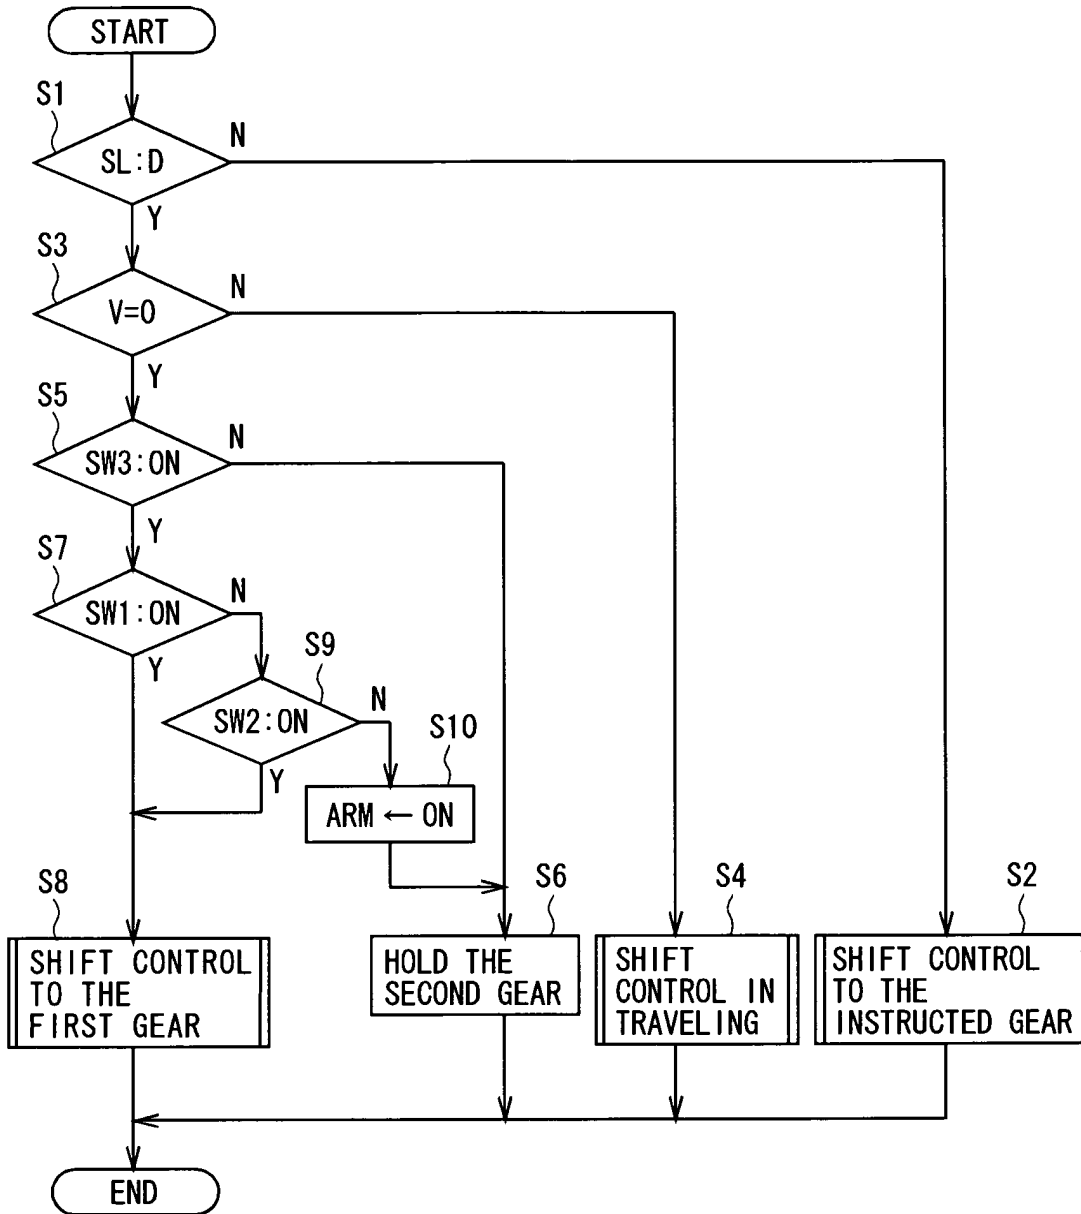 START
S1
SL:D
N
Y
S3
V=0
N
Y
S5
SW3:ON
N
Y
S7
SW1:ON
N
Y
S9
SW2:ON
N
Y
S10
ARM ← ON
S8
SHIFT CONTROL
TO THE
FIRST GEAR
S6
HOLD THE
SECOND GEAR
S4
SHIFT
CONTROL IN
TRAVELING
S2
SHIFT CONTROL
TO THE
INSTRUCTED GEAR
END